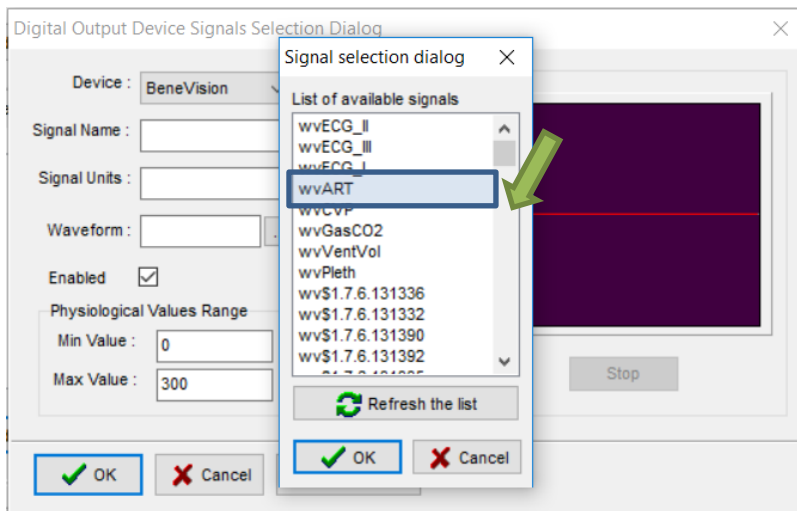 Digital Output Device Signals Selection Dialog
Device :
BeneVision
Signal Name :
Signal Units :
Waveform :
Enabled
Physiological Values Range
Min Value :
0
Max Value :
300
OK
Cancel
Stop
Signal selection dialog
List of available signals
wvECG_II
wvECG_III
wvECG_I
wvART
wvCVP
wvGasCO2
wvVentVol
wvPleth
wv$1.7.6.131336
wv$1.7.6.131332
wv$1.7.6.131390
wv$1.7.6.131392
Refresh the list
OK
Cancel